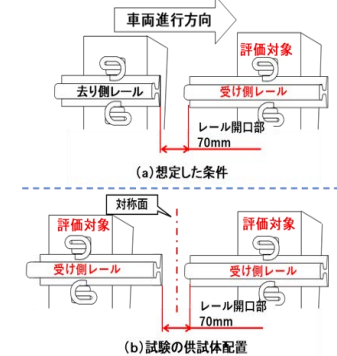 車両進行方向
評価対象
去り側レール
受け側レール
レール開口部
70mm
(a)想定した条件
対称面
評価対象
評価対象
受け側レール
受け側レール
レール開口部
70mm
(b)試験の供試体配置